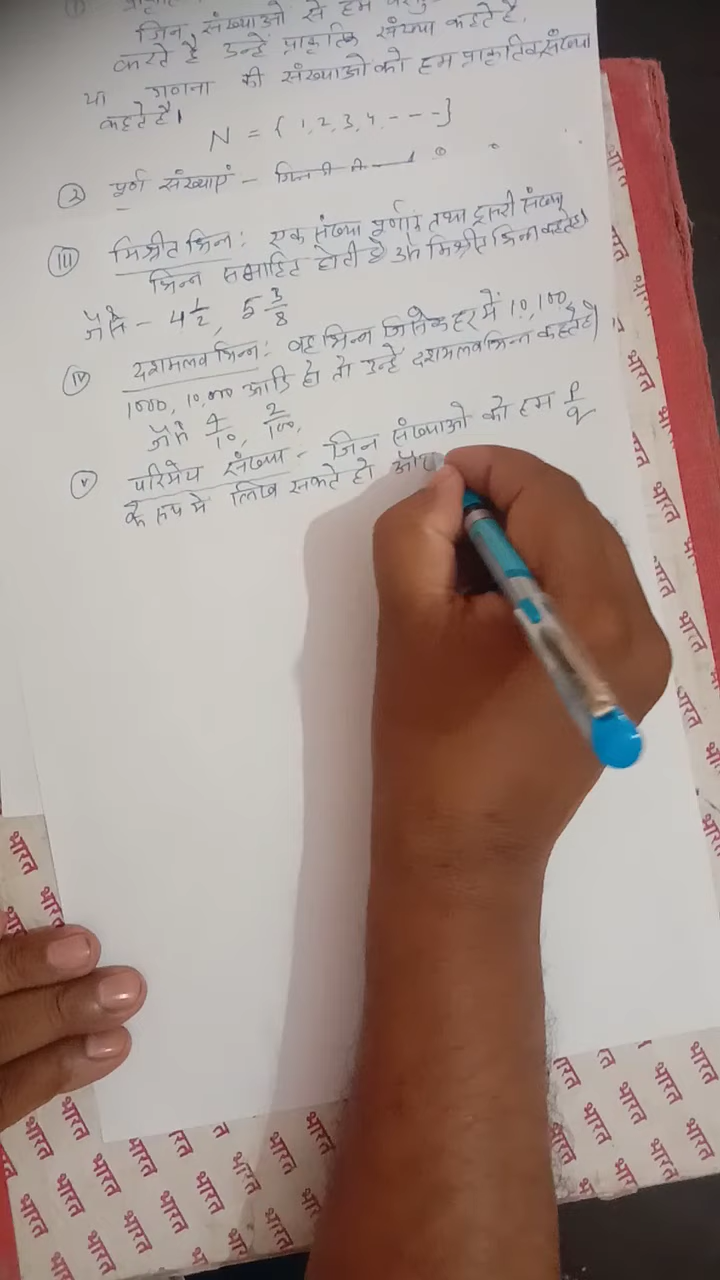 जिन संख्याओ से हम
करते है उन्हें प्राकृतिक संख्या कहते है,
या गणना की संख्याओ को हम प्राकृतिक संख्या
कहते है।
N = { 1, 2, 3, 4, - - - }
② पूर्ण संख्याएं -
III मिश्रीत भिन्न : एक संख्या पूर्णांक तथा दूसरी संख्या
भिन्न समाहित होती है उसे मिश्रीत भिन्न कहते है।
जैसे - 4 1/2, 5 3/8
IV दशमलव भिन्न : वह भिन्न जिसके हर में 10, 100,
1000, 10,000 आदि हो तो उन्हें दशमलव भिन्न कहते है।
जैसे 4/10, 2/100,
V परिमेय संख्या - जिन संख्याओ को हम P/q
के रूप मे लिख सकते हो और
भारत